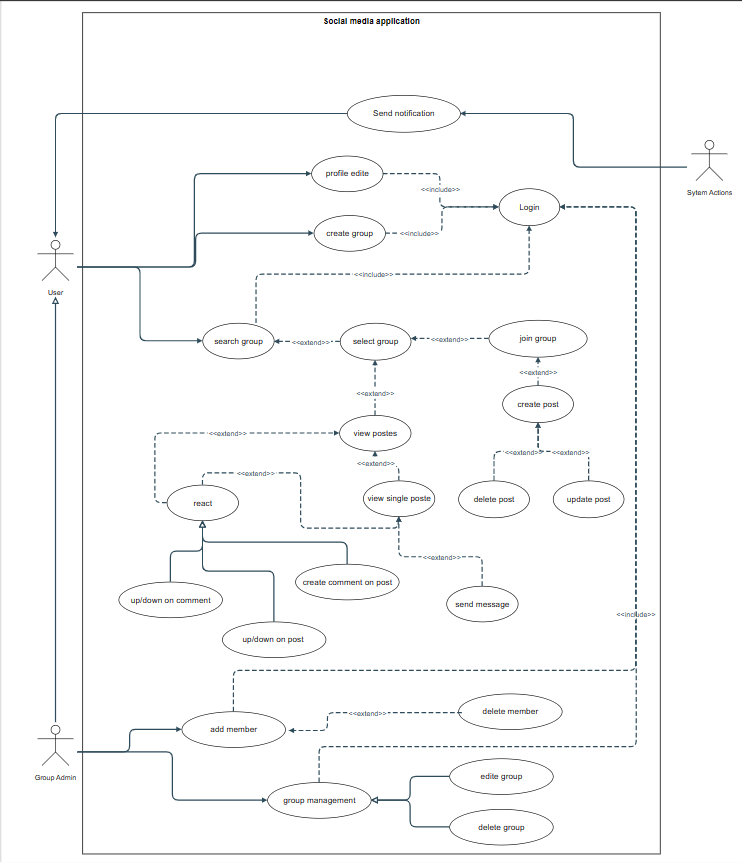 Social media application
Send notification
profile edite
<<include>>
Sytem Actions
Login
create group
<<include>>
<<include>>
User
search group
<<extend>>
select group
<<extend>>
join group
<<extend>>
<<extend>>
create post
<<extend>>
view postes
<<extend>>
<<extend>>
<<extend>>
<<extend>>
react
view single poste
delete post
update post
<<extend>>
create comment on post
up/down on comment
send message
<<include>>
up/down on post
<<extend>>
delete member
add member
Group Admin
edite group
group management
delete group